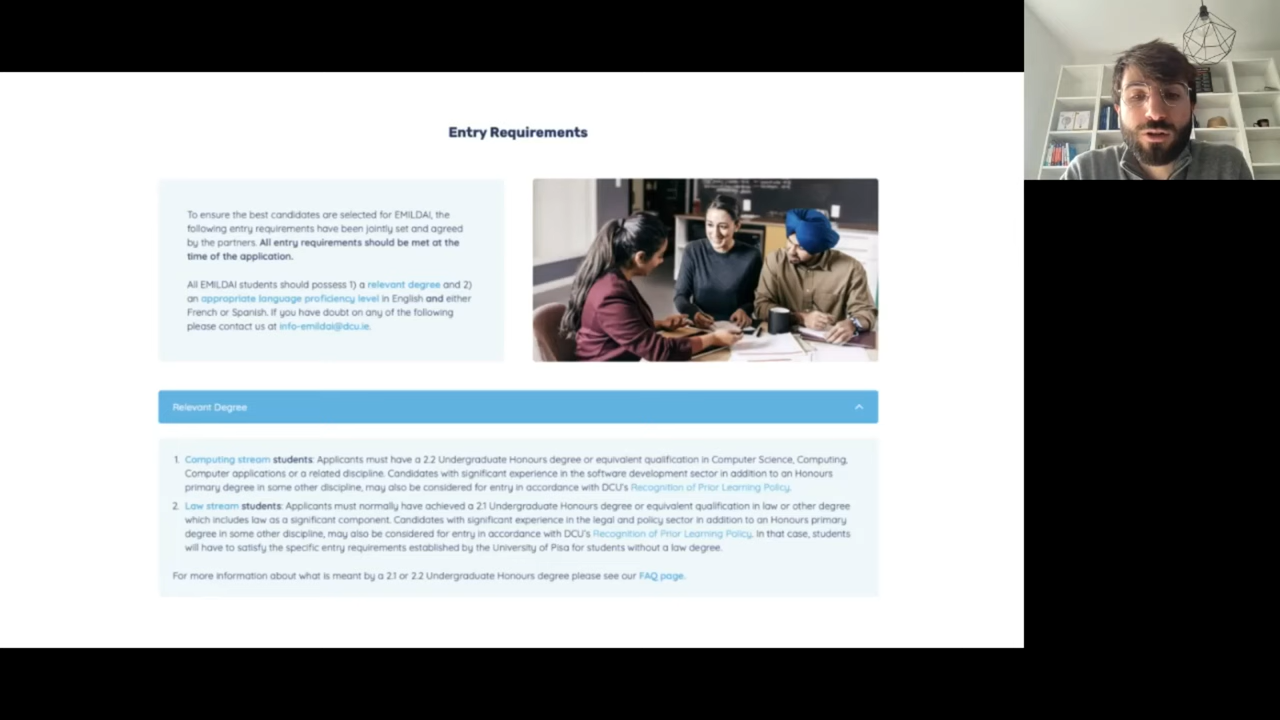 Entry Requirements
To ensure the best candidates are selected for EMILDAI, the
following entry requirements have been jointly set and agreed
by the partners. All entry requirements should be met at the
time of the application.
All EMILDAI students should possess 1) a relevant degree and 2)
an appropriate language proficiency level in English and either
French or Spanish. If you have doubt on any of the following
please contact us at info-emildai@dcu.ie.
Relevant Degree
1. Computing stream students: Applicants must have a 2.2 Undergraduate Honours degree or equivalent qualification in Computer Science, Computing,
Computer applications or a related discipline. Candidates with significant experience in the software development sector in addition to an Honours
primary degree in some other discipline, may also be considered for entry in accordance with DCU's Recognition of Prior Learning Policy.
2. Law stream students: Applicants must normally have achieved a 2.1 Undergraduate Honours degree or equivalent qualification in law or other degree
which includes law as a significant component. Candidates with significant experience in the legal and policy sector in addition to an Honours primary
degree in some other discipline, may also be considered for entry in accordance with DCU's Recognition of Prior Learning Policy. In that case, students
will have to satisfy the specific entry requirements established by the University of Pisa for students without a law degree.
For more information about what is meant by a 2.1 or 2.2 Undergraduate Honours degree please see our FAQ page.